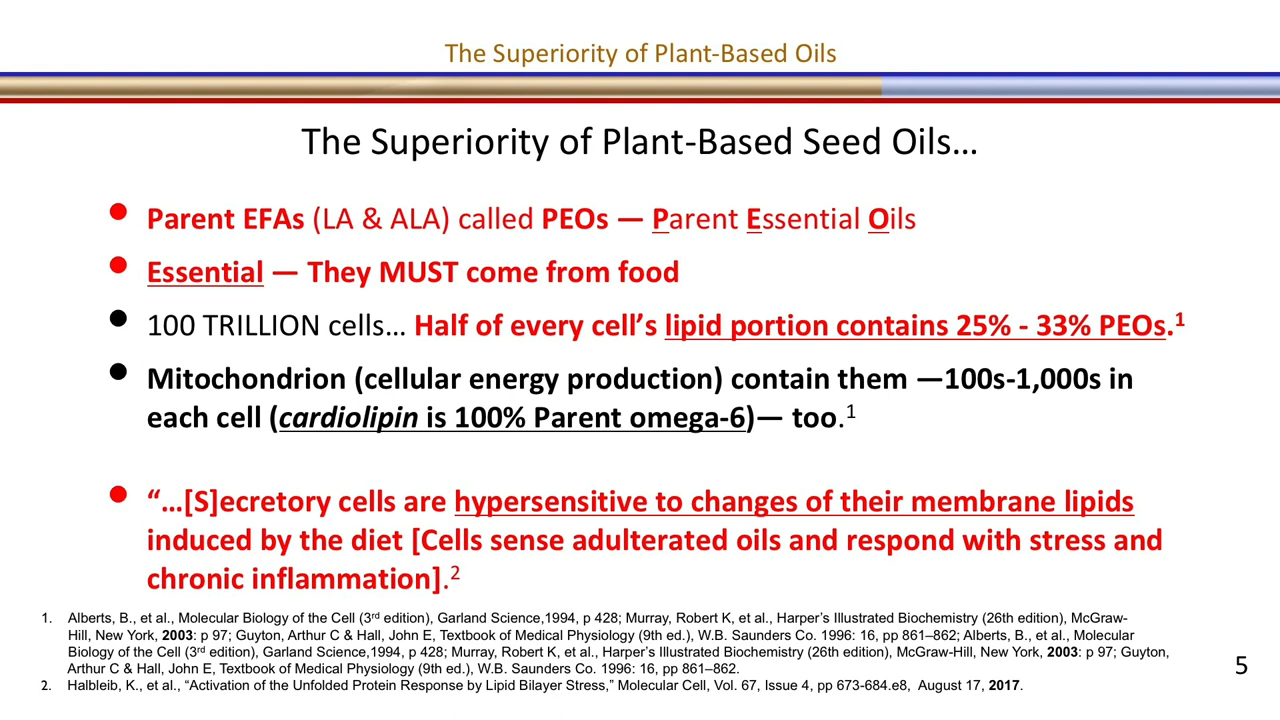 The Superiority of Plant-Based Oils
The Superiority of Plant-Based Seed Oils…
• Parent EFAs (LA & ALA) called PEOs — Parent Essential Oils
• Essential — They MUST come from food
• 100 TRILLION cells… Half of every cell’s lipid portion contains 25% - 33% PEOs.1
• Mitochondrion (cellular energy production) contain them —100s-1,000s in
each cell (cardiolipin is 100% Parent omega-6)— too.1
• “…[S]ecretory cells are hypersensitive to changes of their membrane lipids
induced by the diet [Cells sense adulterated oils and respond with stress and
chronic inflammation].2
1. Alberts, B., et al., Molecular Biology of the Cell (3rd edition), Garland Science,1994, p 428; Murray, Robert K, et al., Harper’s Illustrated Biochemistry (26th edition), McGraw-
Hill, New York, 2003: p 97; Guyton, Arthur C & Hall, John E, Textbook of Medical Physiology (9th ed.), W.B. Saunders Co. 1996: 16, pp 861–862; Alberts, B., et al., Molecular
Biology of the Cell (3rd edition), Garland Science,1994, p 428; Murray, Robert K, et al., Harper’s Illustrated Biochemistry (26th edition), McGraw-Hill, New York, 2003: p 97; Guyton,
Arthur C & Hall, John E, Textbook of Medical Physiology (9th ed.), W.B. Saunders Co. 1996: 16, pp 861–862.
2. Halbleib, K., et al., “Activation of the Unfolded Protein Response by Lipid Bilayer Stress,” Molecular Cell, Vol. 67, Issue 4, pp 673-684.e8, August 17, 2017.
5